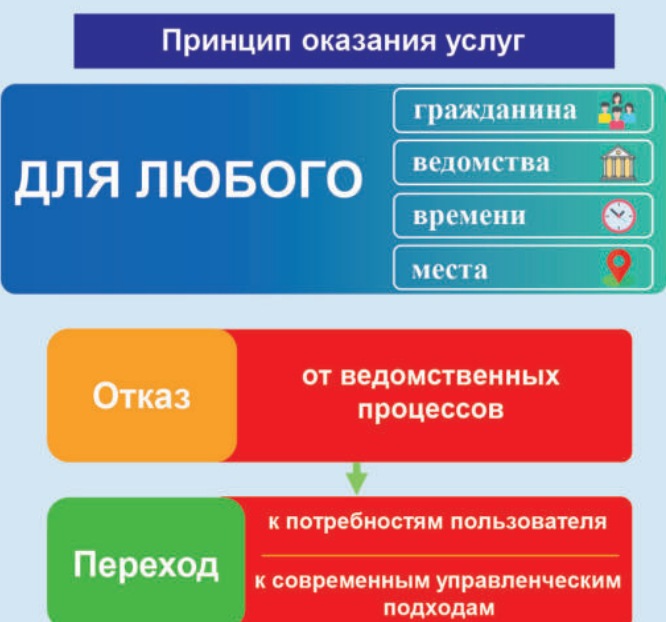 Принцип оказания услуг
ДЛЯ ЛЮБОГО
гражданина
ведомства
времени
места
Отказ
от ведомственных
процессов
Переход
к потребностям пользователя
к современным управленческим
подходам